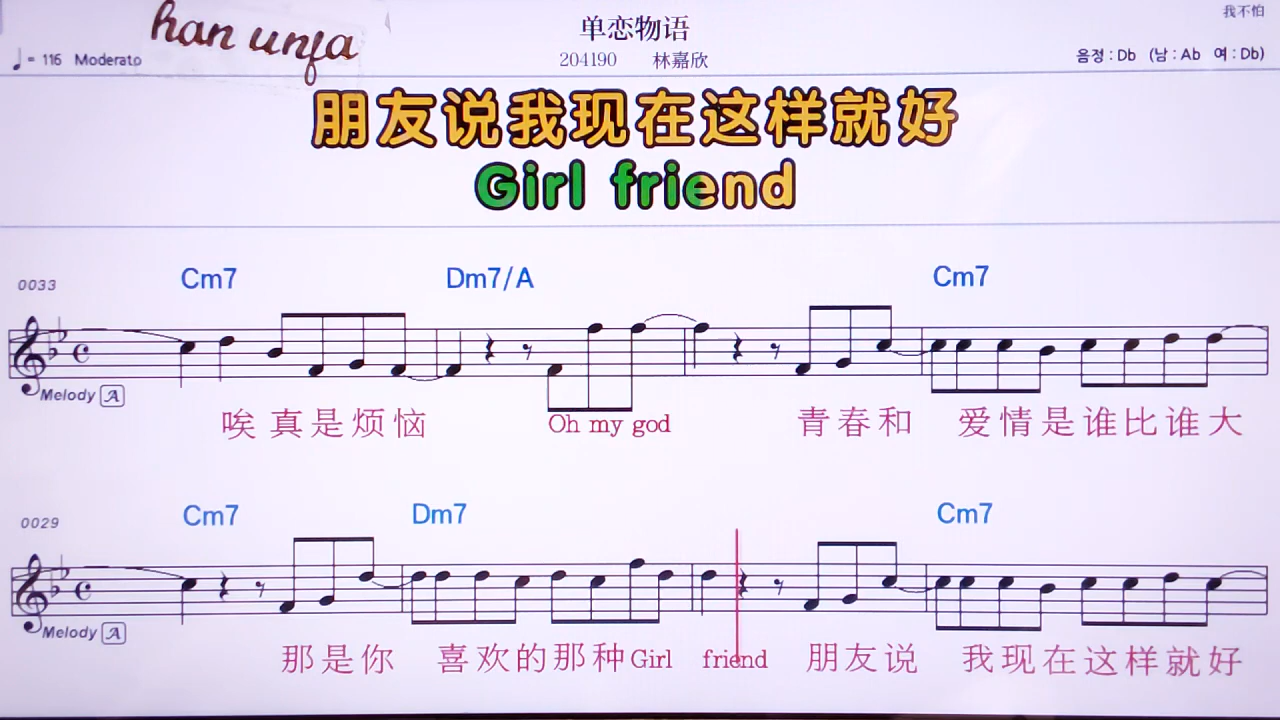 我不怕
han unja
单恋物语
♩= 116 Moderato
204190 林嘉欣
음정 : Db (남 : Ab 여 : Db)
朋友说我现在这样就好
Girl friend
0033
Cm7 Dm7/A Cm7
Melody A
唉 真是烦恼 Oh my god 青春和 爱情是谁比谁大
0029
Cm7 Dm7 Cm7
Melody A
那是你 喜欢的那种Girl friend 朋友说 我现在这样就好